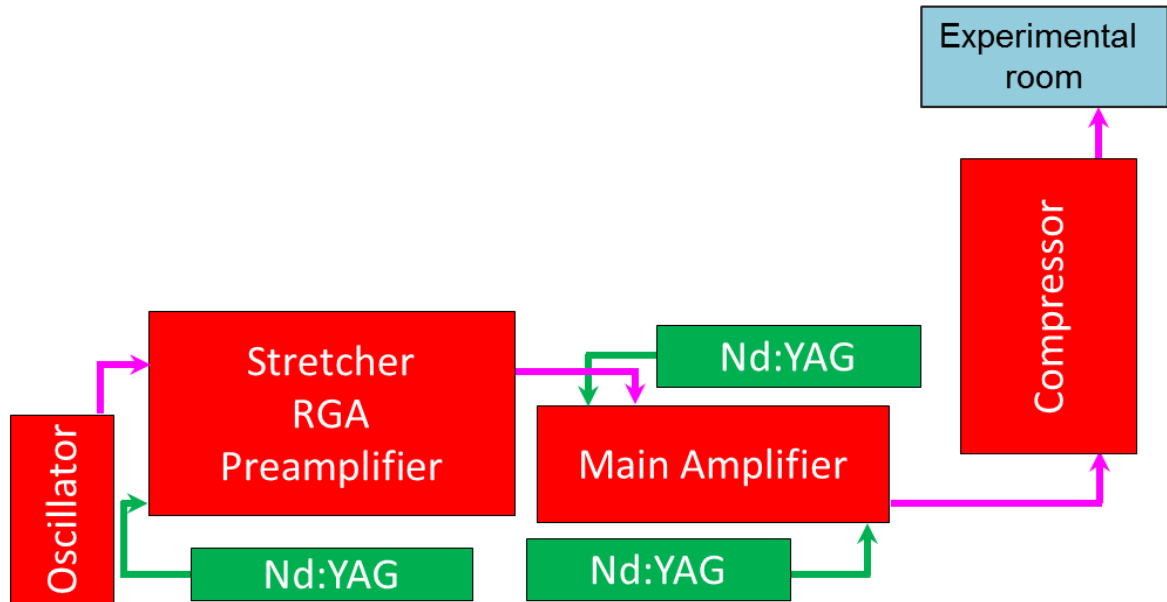 Experimental
room
Compressor
Stretcher
RGA
Preamplifier
Nd:YAG
Main Amplifier
Oscillator
Nd:YAG
Nd:YAG